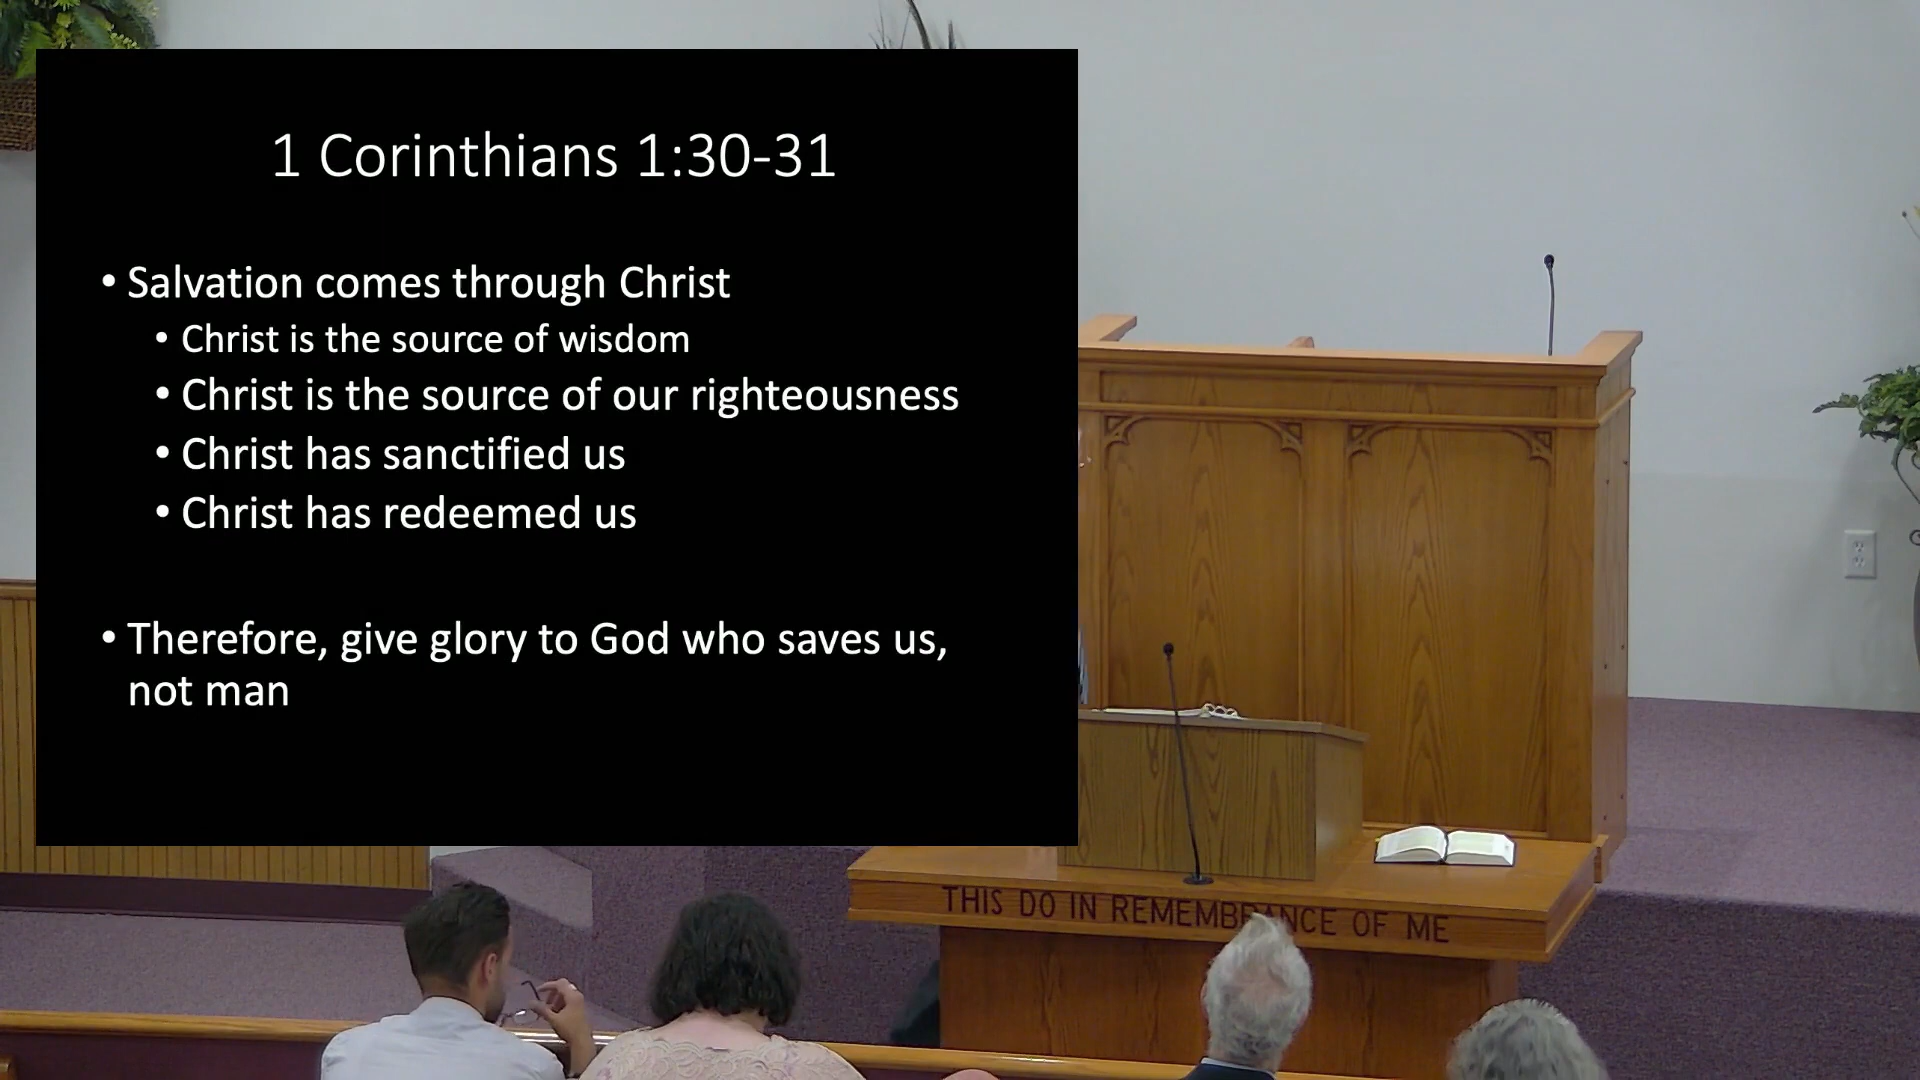 1 Corinthians 1:30-31
• Salvation comes through Christ
• Christ is the source of wisdom
• Christ is the source of our righteousness
• Christ has sanctified us
• Christ has redeemed us
• Therefore, give glory to God who saves us,
not man
THIS DO IN REMEMBRANCE OF ME